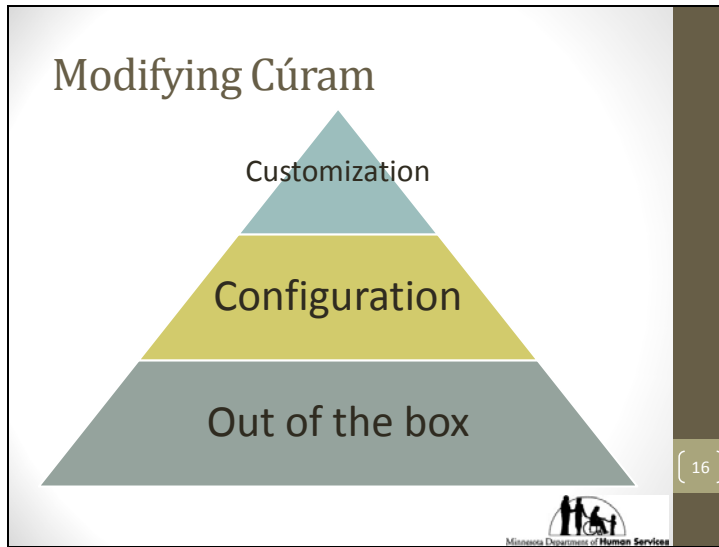 Modifying Cúram
Customization
Configuration
Out of the box
16
Minnesota Department of Human Services